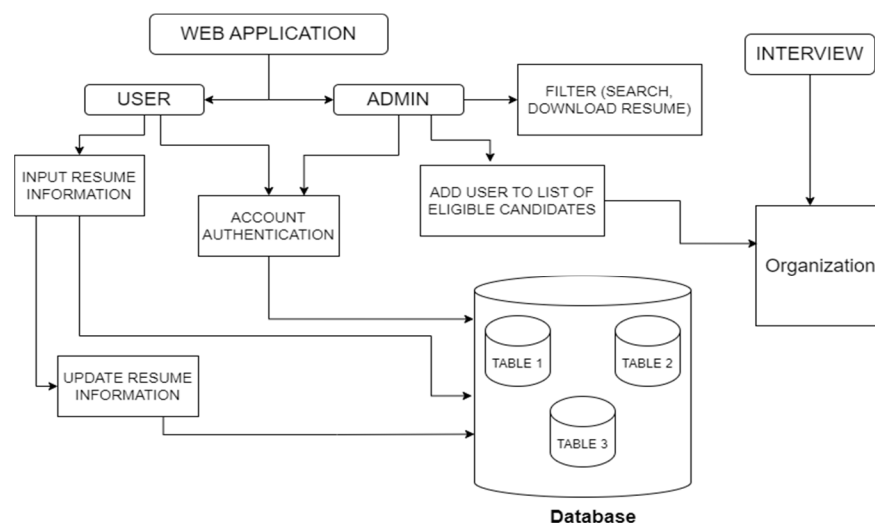 WEB APPLICATION
INTERVIEW
USER
ADMIN
FILTER (SEARCH,
DOWNLOAD RESUME)
INPUT RESUME
INFORMATION
ACCOUNT
AUTHENTICATION
ADD USER TO LIST OF
ELIGIBLE CANDIDATES
Organization
UPDATE RESUME
INFORMATION
TABLE 1
TABLE 2
TABLE 3
Database